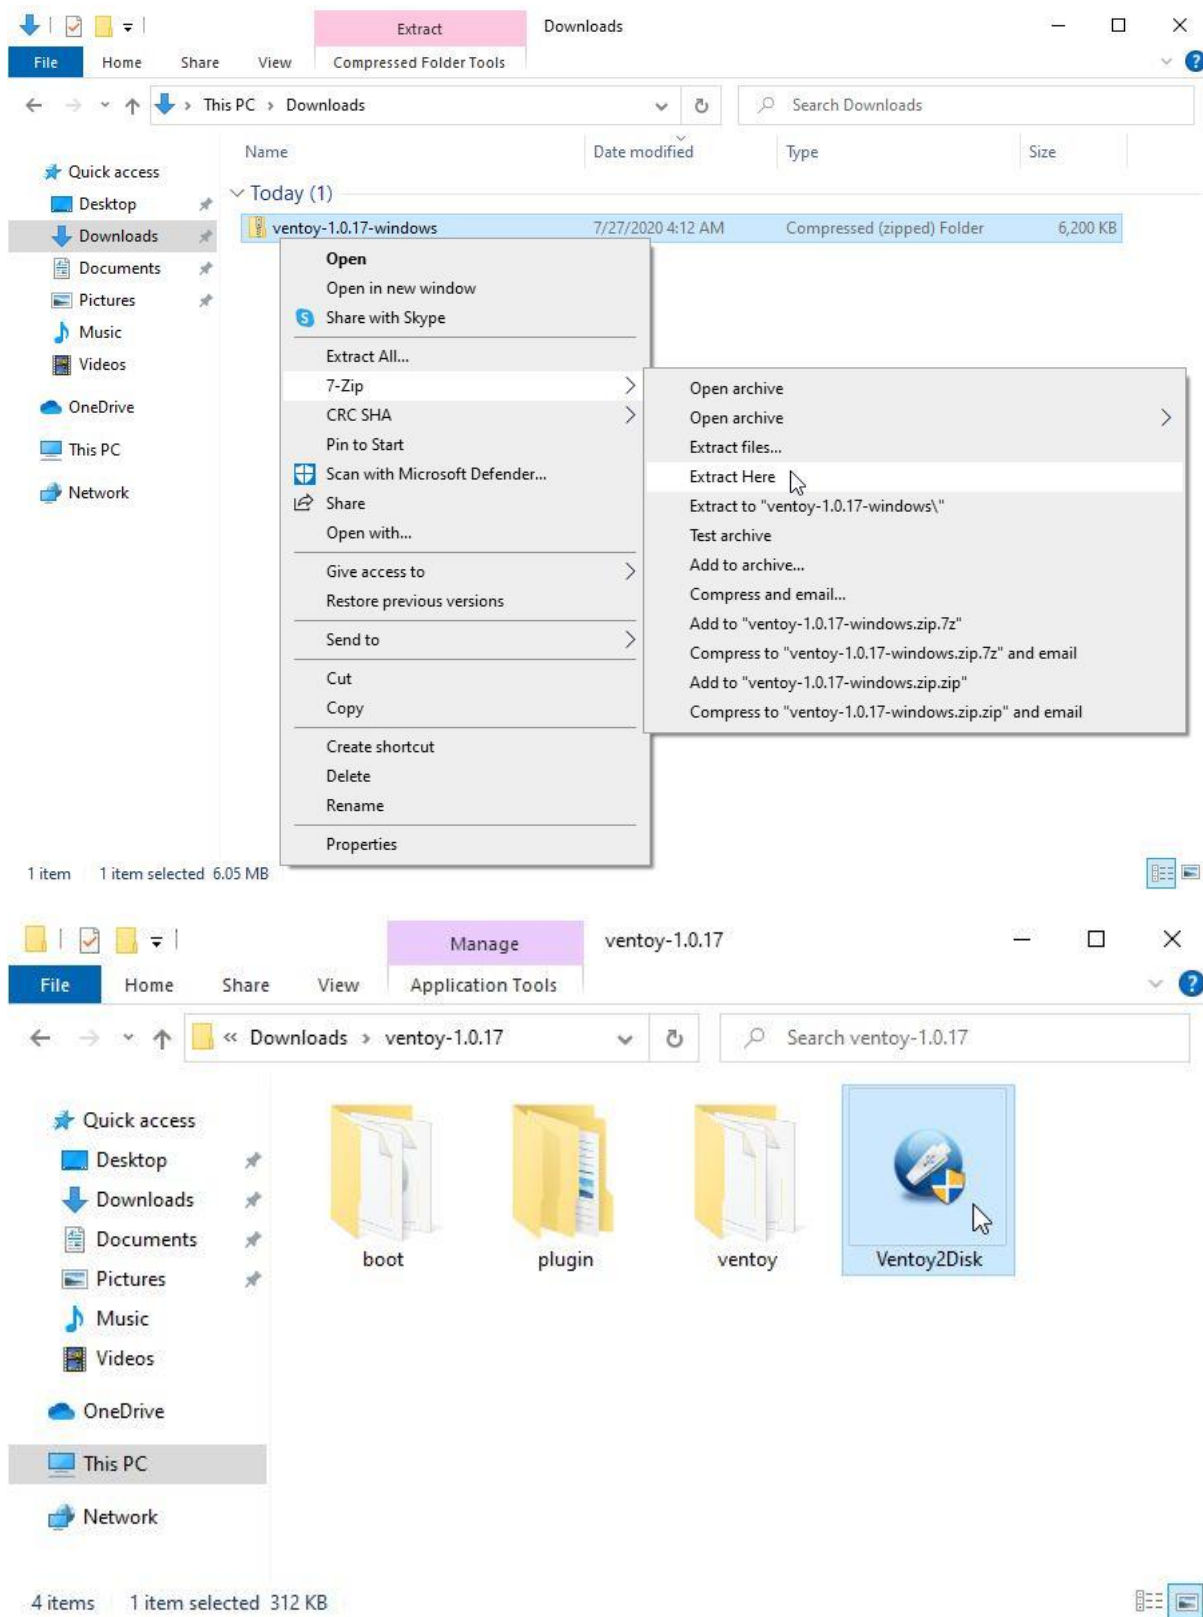 Extract Downloads
File Home Share View Compressed Folder Tools
This PC Downloads Search Downloads
Name Date modified Type Size
Quick access
Today (1)
Desktop
ventoy-1.0.17-windows 7/27/2020 4:12 AM Compressed (zipped) Folder 6,200 KB
Downloads
Documents
Pictures
Music
Videos
OneDrive
This PC
Network
Open
Open in new window
Share with Skype
Extract All...
7-Zip
CRC SHA
Pin to Start
Scan with Microsoft Defender...
Share
Open with...
Give access to
Restore previous versions
Send to
Cut
Copy
Create shortcut
Delete
Rename
Properties
Open archive
Open archive
Extract files...
Extract Here
Extract to "ventoy-1.0.17-windows\"
Test archive
Add to archive...
Compress and email...
Add to "ventoy-1.0.17-windows.zip.7z"
Compress to "ventoy-1.0.17-windows.zip.7z" and email
Add to "ventoy-1.0.17-windows.zip.zip"
Compress to "ventoy-1.0.17-windows.zip.zip" and email
1 item 1 item selected 6.05 MB
Manage ventoy-1.0.17
File Home Share View Application Tools
« Downloads ventoy-1.0.17 Search ventoy-1.0.17
Quick access
Desktop
Downloads
Documents
Pictures
Music
Videos
OneDrive
This PC
Network
boot plugin ventoy Ventoy2Disk
4 items 1 item selected 312 KB